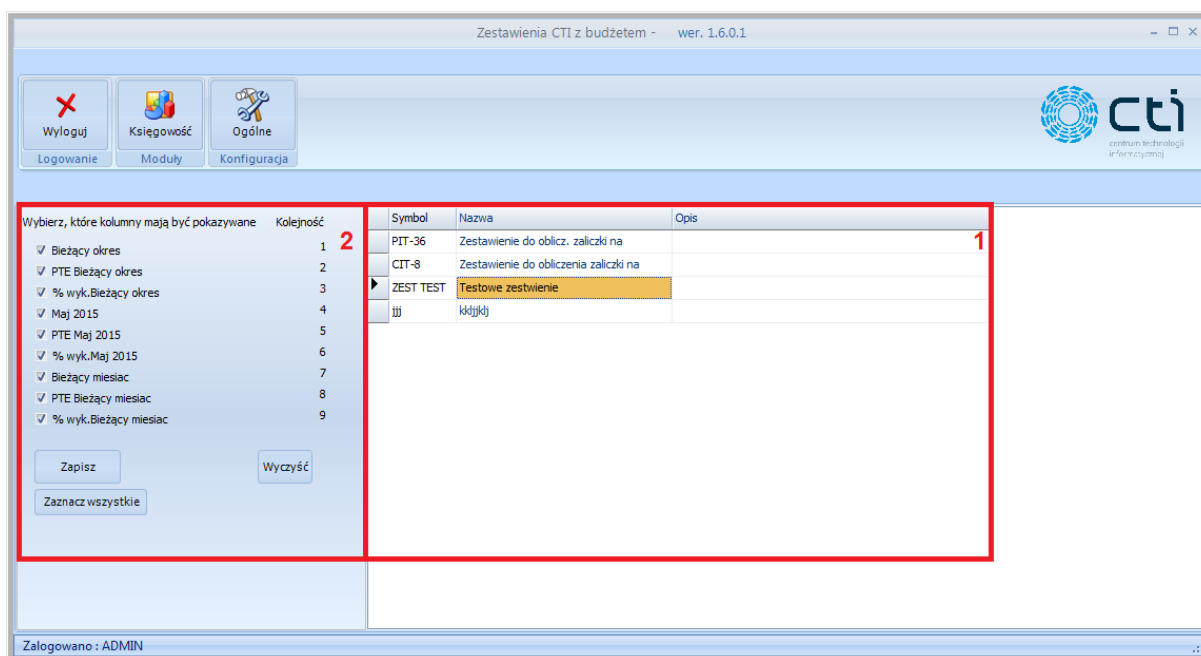 Zestawienia CTI z budżetem - wer. 1.6.0.1
Wyloguj Księgowość Ogólne
Logowanie Moduły Konfiguracja
cti
centrum technologii
informatycznej
Wybierz, które kolumny mają być pokazywane Kolejność
2
Bieżący okres 1
PTE Bieżący okres 2
% wyk.Bieżący okres 3
Maj 2015 4
PTE Maj 2015 5
% wyk.Maj 2015 6
Bieżący miesiac 7
PTE Bieżący miesiac 8
% wyk.Bieżący miesiac 9
Zapisz Wyczyść
Zaznacz wszystkie
Symbol Nazwa Opis
1
PIT-36 Zestawienie do oblicz. zaliczki na
CIT-8 Zestawienie do obliczenia zaliczki na
ZEST TEST Testowe zestwienie
jjj kkljjklj
Zalogowano : ADMIN